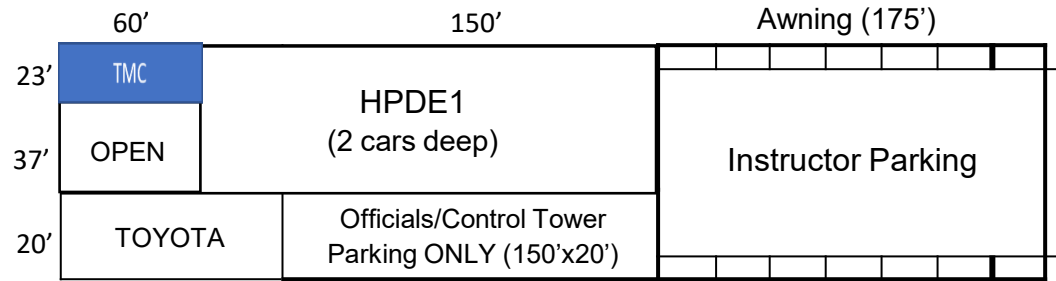 60’ 150’ Awning (175’)
23’ TMC
HPDE1
(2 cars deep)
37’ OPEN
Instructor Parking
20’ TOYOTA
Officials/Control Tower
Parking ONLY (150’x20’)